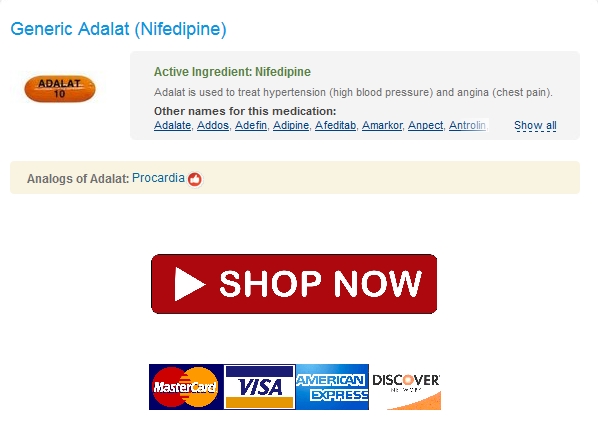 Generic Adalat (Nifedipine)
ADALAT
10
Active Ingredient: Nifedipine
Adalat is used to treat hypertension (high blood pressure) and angina (chest pain).
Other names for this medication:
Adalate, Addos, Adefin, Adipine, Afeditab, Amarkor, Anpect, Antrolin, Show all
Analogs of Adalat: Procardia
SHOP NOW
MasterCard VISA AMERICAN EXPRESS DISCOVER NETWORK